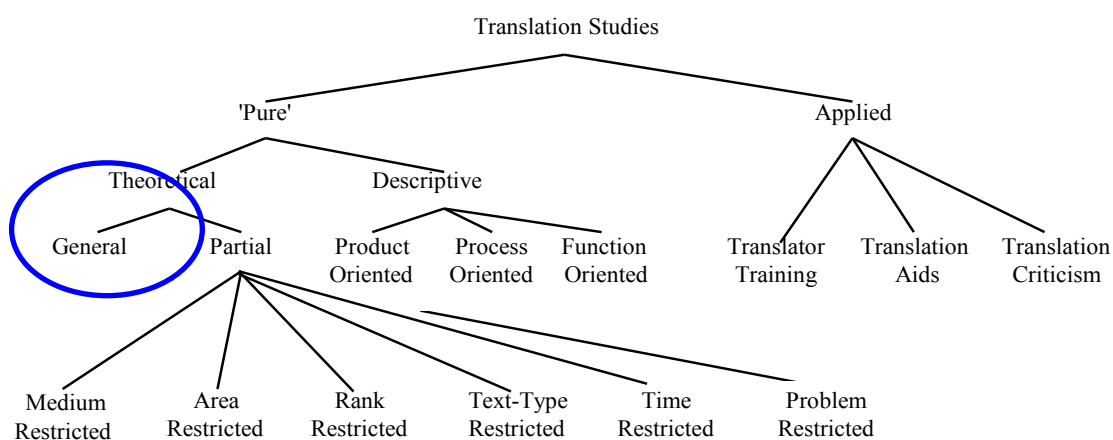 Translation Studies
'Pure' Applied
Theoretical Descriptive
General Partial Product Process Function Translator Translation Translation
Oriented Oriented Oriented Training Aids Criticism
Medium Area Rank Text-Type Time Problem
Restricted Restricted Restricted Restricted Restricted Restricted